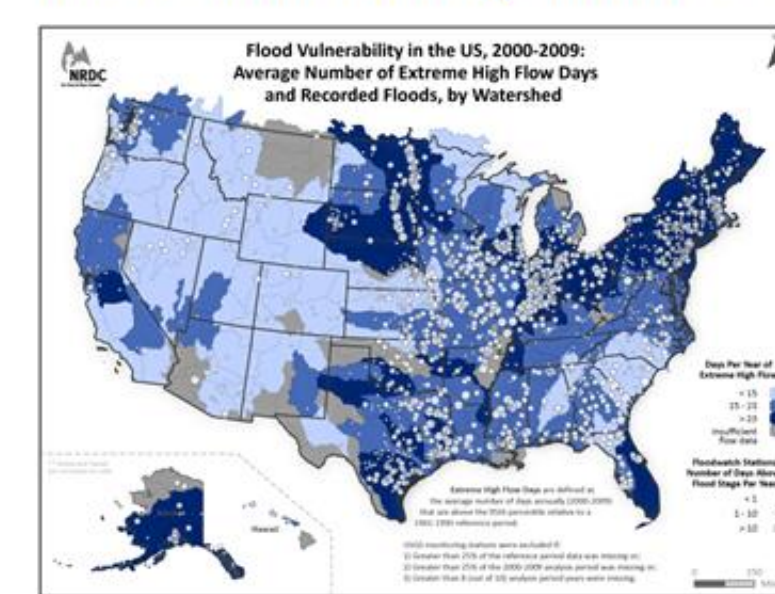 NRDC
Flood Vulnerability in the US, 2000-2009:
Average Number of Extreme High Flow Days
and Recorded Floods, by Watershed
Days Per Year of
Extreme High Flow
< 15
insufficient
flow data
Floodwatch Stations
Number of Days Above
Flood Stage Per Year
< 1
1 - 10
> 10
Hawaii
Extreme High Flow Days are defined as
the average number of days annually (2000-2009)
that are above the 95th percentile relative to a
reference period.
USGS monitoring stations were excluded if:
1) Greater than 25% of the reference period data was missing or;
2) Greater than 25% of the 2000-2009 analysis period was missing or;
3) Greater than 8 (out of 10) analysis period years were missing.
0